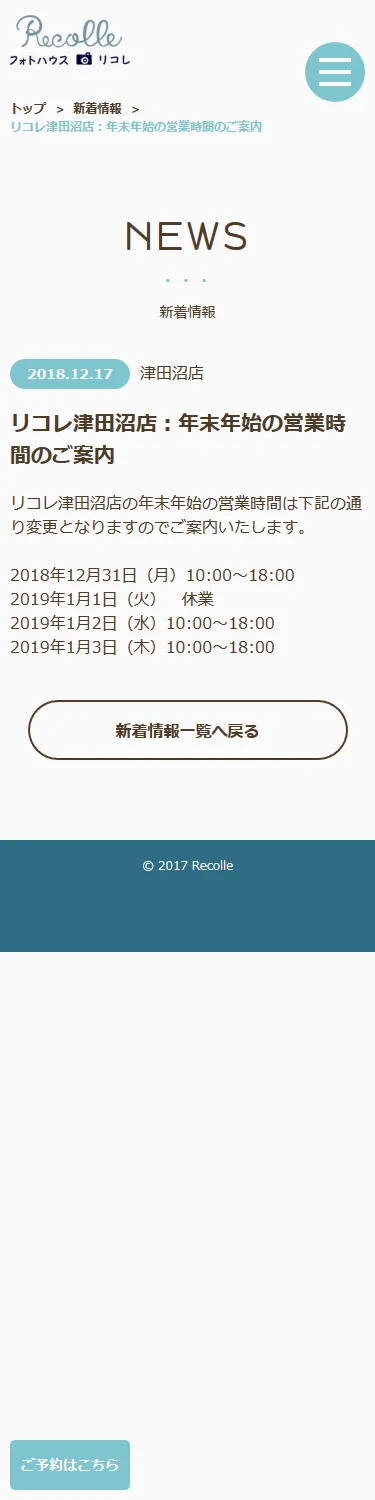 Recolle
フォトハウス リコレ
トップ > 新着情報 >
リコレ津田沼店：年末年始の営業時間のご案内
NEWS
新着情報
2018.12.17 津田沼店
リコレ津田沼店：年末年始の営業時
間のご案内
リコレ津田沼店の年末年始の営業時間は下記の通
り変更となりますのでご案内いたします。
2018年12月31日（月）10:00～18:00
2019年1月1日（火）　休業
2019年1月2日（水）10:00～18:00
2019年1月3日（木）10:00～18:00
新着情報一覧へ戻る
© 2017 Recolle
ご予約はこちら